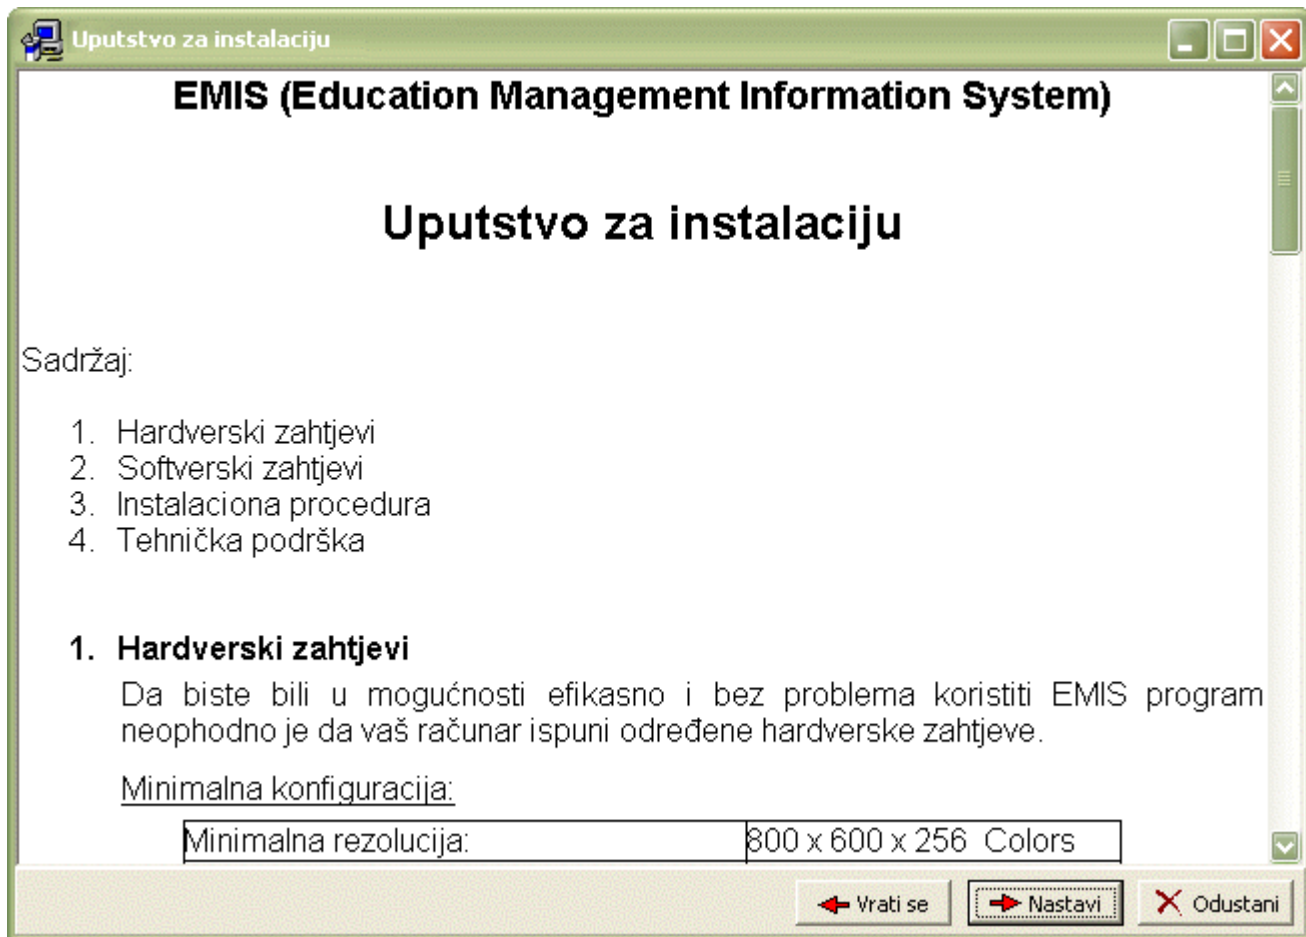 Uputstvo za instalaciju
EMIS (Education Management Information System)
Uputstvo za instalaciju
Sadržaj:
1. Hardverski zahtjevi
2. Softverski zahtjevi
3. Instalaciona procedura
4. Tehnička podrška
1. Hardverski zahtjevi
Da biste bili u mogućnosti efikasno i bez problema koristiti EMIS program
neophodno je da vaš računar ispuni određene hardverske zahtjeve.
Minimalna konfiguracija:
Minimalna rezolucija: 800 x 600 x 256 Colors
Vrati se Nastavi Odustani